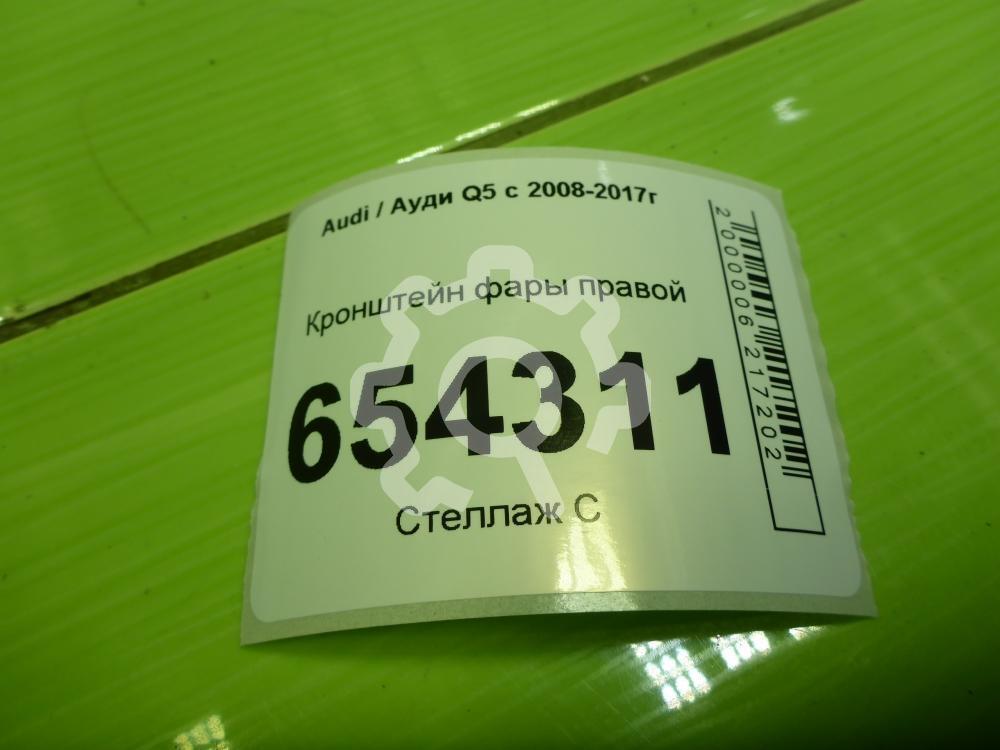 Audi / Ауди Q5 с 2008-2017г
Кронштейн фары правой
654311
Стеллаж С
2000006217202